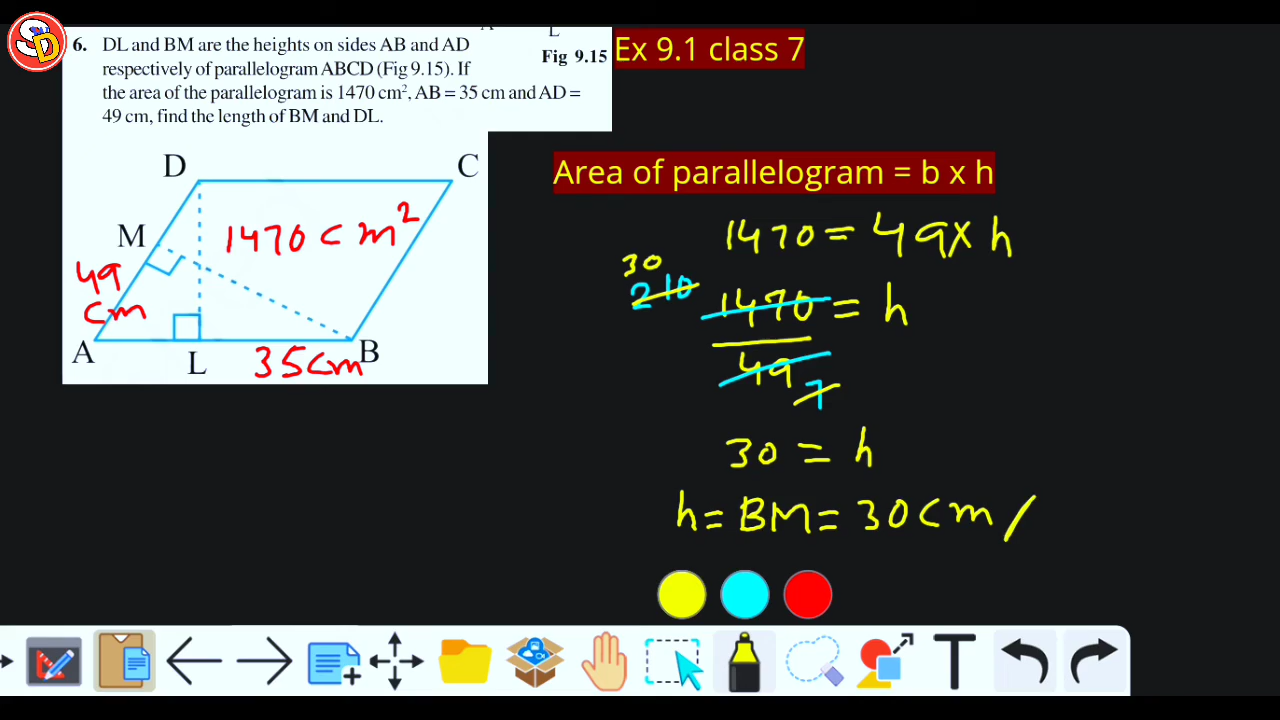 SD
6. DL and BM are the heights on sides AB and AD
respectively of parallelogram ABCD (Fig 9.15). If
the area of the parallelogram is 1470 cm², AB = 35 cm and AD =
49 cm, find the length of BM and DL.
L
Fig 9.15
Ex 9.1 class 7
D
C
M
1470 cm²
49
cm
A
L
35cm
B
Area of parallelogram = b x h
1470 = 49 x h
30
210
1470 = h
49
7
30 = h
h = BM = 30 cm /
T